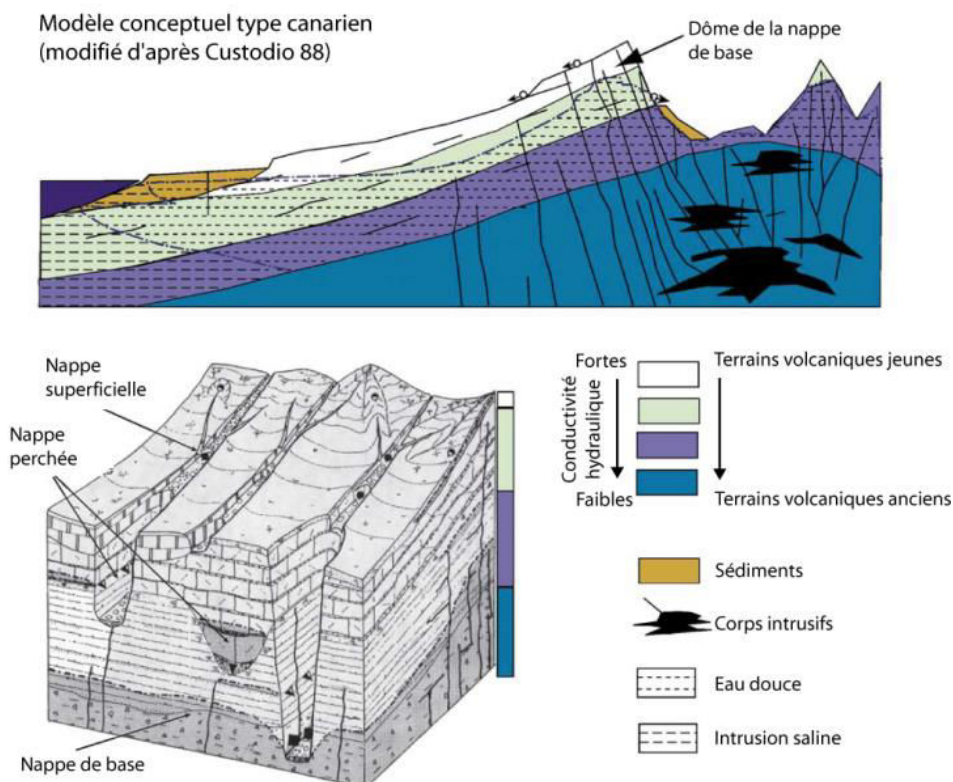 Modèle conceptuel type canarien
(modifié d'après Custodio 88)
Dôme de la nappe
de base
Nappe
superficielle
Nappe
perchée
Nappe de base
Fortes
Faibles
Conductivité
hydraulique
Terrains volcaniques jeunes
Terrains volcaniques anciens
Sédiments
Corps intrusifs
Eau douce
Intrusion saline